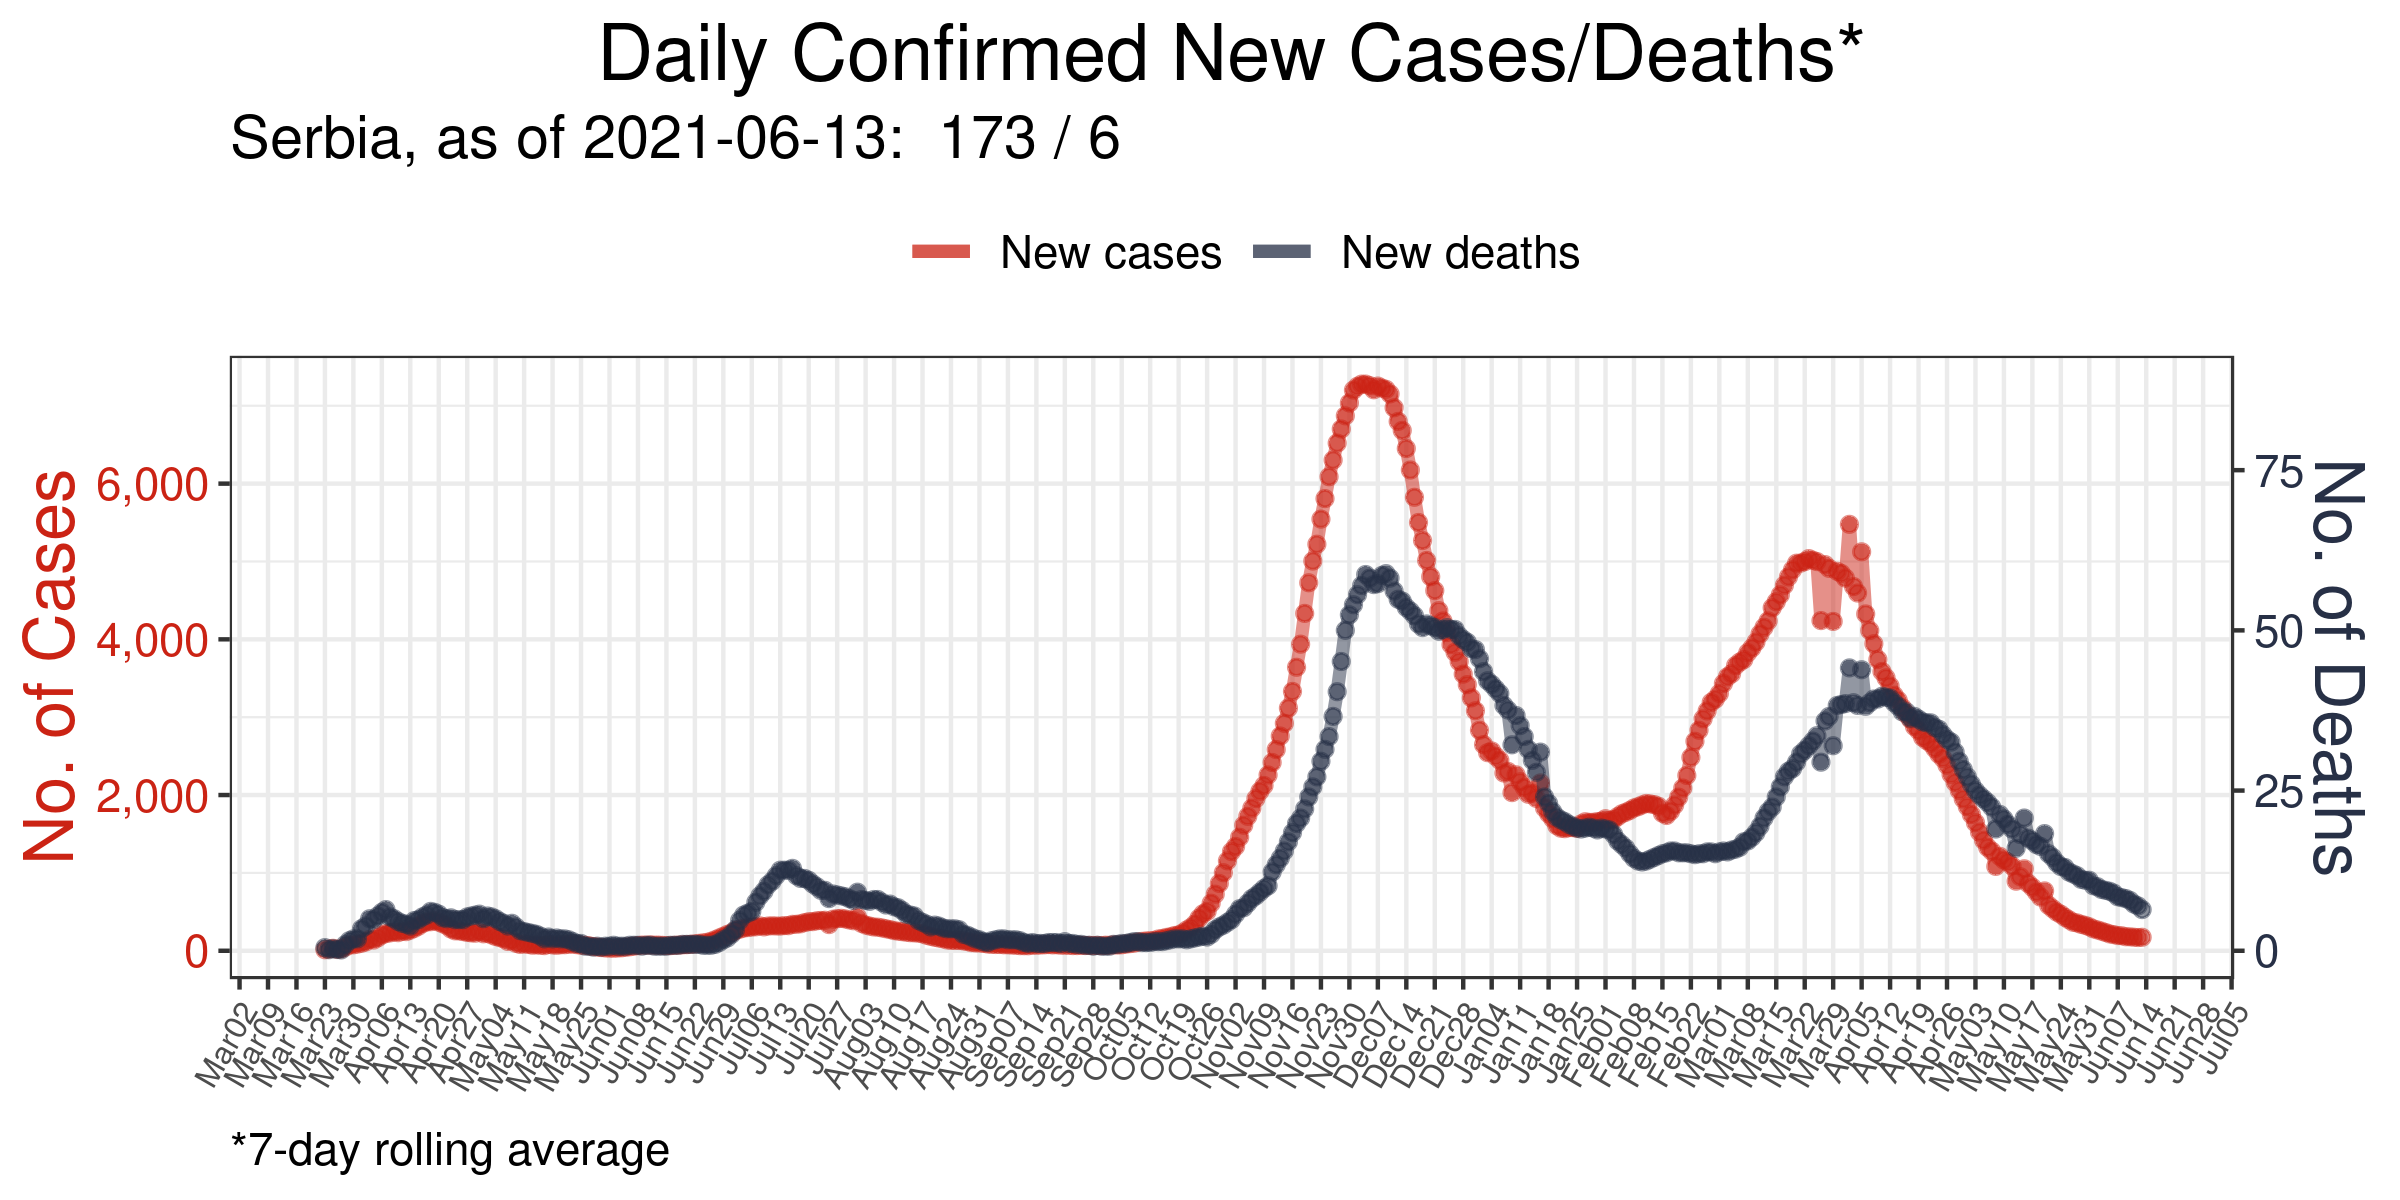 Daily Confirmed New Cases/Deaths*
Serbia, as of 2021-06-13:  173 / 6
New cases
New deaths
No. of Cases
6,000
4,000
2,000
0
75
50
25
0
No. of Deaths
Mar02
Mar09
Mar16
Mar23
Mar30
Apr06
Apr13
Apr20
Apr27
May04
May11
May18
May25
Jun01
Jun08
Jun15
Jun22
Jun29
Jul06
Jul13
Jul20
Jul27
Aug03
Aug10
Aug17
Aug24
Aug31
Sep07
Sep14
Sep21
Sep28
Oct05
Oct12
Oct19
Oct26
Nov02
Nov09
Nov16
Nov23
Nov30
Dec07
Dec14
Dec21
Dec28
Jan04
Jan11
Jan18
Jan25
Feb01
Feb08
Feb15
Feb22
Mar01
Mar08
Mar15
Mar22
Mar29
Apr05
Apr12
Apr19
Apr26
May03
May10
May17
May24
May31
Jun07
Jun14
Jun21
Jun28
Jul05
*7-day rolling average